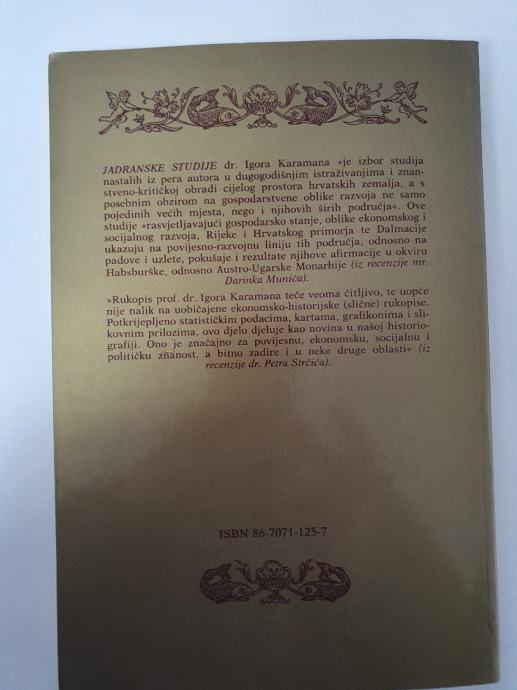 JADRANSKE STUDIJE dr. Igora Karamana »je izbor studija
nastalih iz pera autora u dugogodišnjim istraživanjima i znan-
stveno-kritičkoj obradi cijelog prostora hrvatskih zemalja, a s
posebnim obzirom na gospodarstvene oblike razvoja ne samo
pojedinih većih mjesta, nego i njihovih širih područja«. Ove
studije »rasvjetljavajući gospodarsko stanje, oblike ekonomskog i
socijalnog razvoja, Rijeke i Hrvatskog primorja te Dalmacije
ukazuju na povijesno-razvojnu liniju tih područja, odnosno na
padove i uzlete, pokušaje i rezultate njihove afirmacije u okviru
Habsburške, odnosno Austro-Ugarske Monarhije (iz recenzije mr.
Darinka Munića).
»Rukopis prof. dr. Igora Karamana teče veoma čitljivo, te uopće
nije nalik na uobičajene ekonomsko-historijske (slične) rukopise.
Potkrijepljeno statističkim podacima, kartama, grafikonima i sli-
kovnim prilozima, ovo djelo djeluje kao novina u našoj historio-
grafiji. Ono je značajno za povijesnu, ekonomsku, socijalnu i
političku znanost, a bitno zadire i u neke druge oblasti« (iz
recenzije dr. Petra Strčića).
ISBN 86-7071-125-7